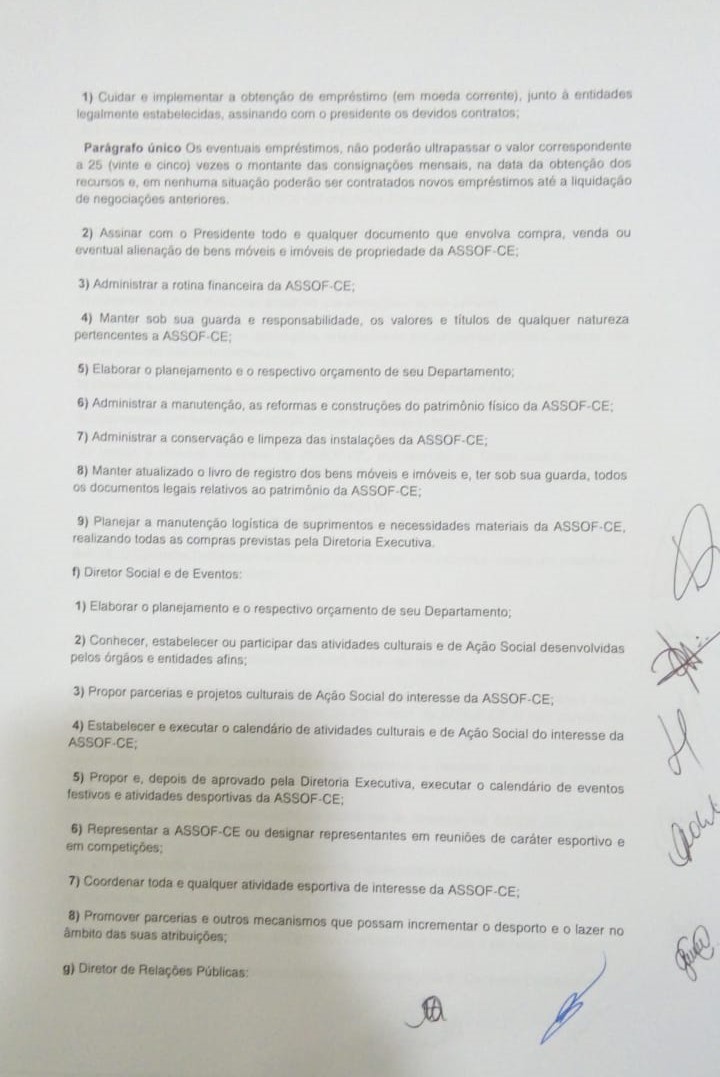 1) Cuidar e implementar a obtenção de empréstimo (em moeda corrente), junto à entidades
legalmente estabelecidas, assinando com o presidente os devidos contratos;
Parágrafo único Os eventuais empréstimos, não poderão ultrapassar o valor correspondente
a 25 (vinte e cinco) vezes o montante das consignações mensais, na data da obtenção dos
recursos e, em nenhuma situação poderão ser contratados novos empréstimos até a liquidação
de negociações anteriores.
2) Assinar com o Presidente todo e qualquer documento que envolva compra, venda ou
eventual alienação de bens móveis e imóveis de propriedade da ASSOF-CE;
3) Administrar a rotina financeira da ASSOF-CE;
4) Manter sob sua guarda e responsabilidade, os valores e títulos de qualquer natureza
pertencentes a ASSOF-CE;
5) Elaborar o planejamento e o respectivo orçamento de seu Departamento;
6) Administrar a manutenção, as reformas e construções do patrimônio físico da ASSOF-CE;
7) Administrar a conservação e limpeza das instalações da ASSOF-CE;
8) Manter atualizado o livro de registro dos bens móveis e imóveis e, ter sob sua guarda, todos
os documentos legais relativos ao patrimônio da ASSOF-CE;
9) Planejar a manutenção logística de suprimentos e necessidades materiais da ASSOF-CE,
realizando todas as compras previstas pela Diretoria Executiva.
f) Diretor Social e de Eventos:
1) Elaborar o planejamento e o respectivo orçamento de seu Departamento;
2) Conhecer, estabelecer ou participar das atividades culturais e de Ação Social desenvolvidas
pelos órgãos e entidades afins;
3) Propor parcerias e projetos culturais de Ação Social do interesse da ASSOF-CE;
4) Estabelecer e executar o calendário de atividades culturais e de Ação Social do interesse da
ASSOF-CE;
5) Propor e, depois de aprovado pela Diretoria Executiva, executar o calendário de eventos
festivos e atividades desportivas da ASSOF-CE;
6) Representar a ASSOF-CE ou designar representantes em reuniões de caráter esportivo e
em competições;
7) Coordenar toda e qualquer atividade esportiva de interesse da ASSOF-CE;
8) Promover parcerias e outros mecanismos que possam incrementar o desporto e o lazer no
âmbito das suas atribuições;
g) Diretor de Relações Públicas: